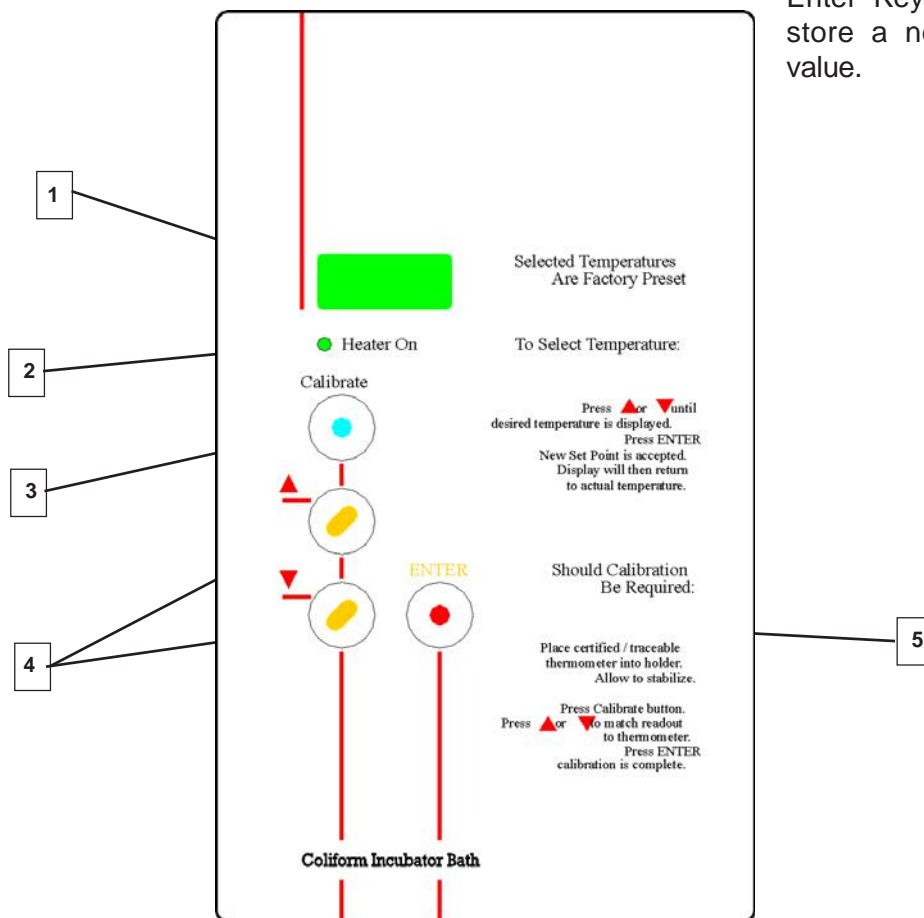 Enter Key
store a
value.
1
Selected Temperatures
Are Factory Preset
2
Heater On
To Select Temperature:
Calibrate
Press ▲or ▼until
desired temperature is displayed.
Press ENTER
New Set Point is accepted.
Display will then return
to actual temperature.
3
▲
▼
ENTER
Should Calibration
Be Required:
4
5
Place certified / traceable
thermometer into holder.
Allow to stabilize.
Press Calibrate button.
Press ▲or ▼to match readout
to thermometer.
Press ENTER
calibration is complete.
Coliform Incubator Bath